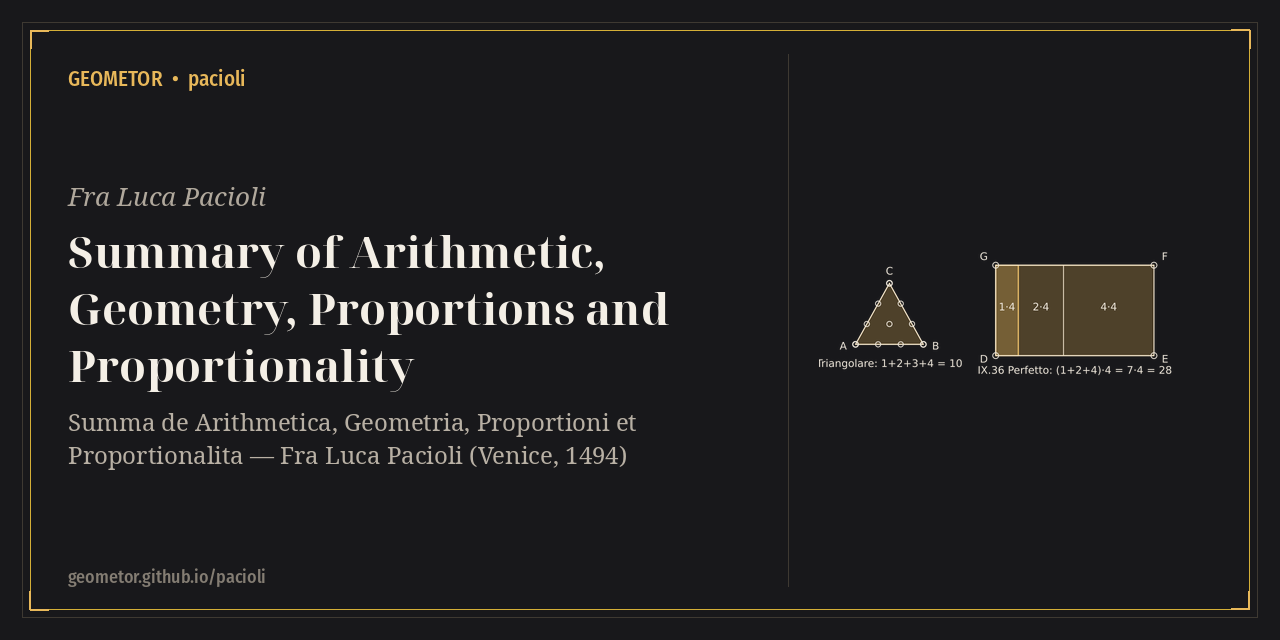 GEOMETOR • pacioli
Fra Luca Pacioli
Summary of Arithmetic,
Geometry, Proportions and
Proportionality
Summa de Arithmetica, Geometria, Proportioni et
Proportionalita — Fra Luca Pacioli (Venice, 1494)
geometor.github.io/pacioli
C
A
B
Triangolare: 1+2+3+4 = 10
G
F
1·4
2·4
4·4
D
E
IX.36 Perfetto: (1+2+4)·4 = 7·4 = 28